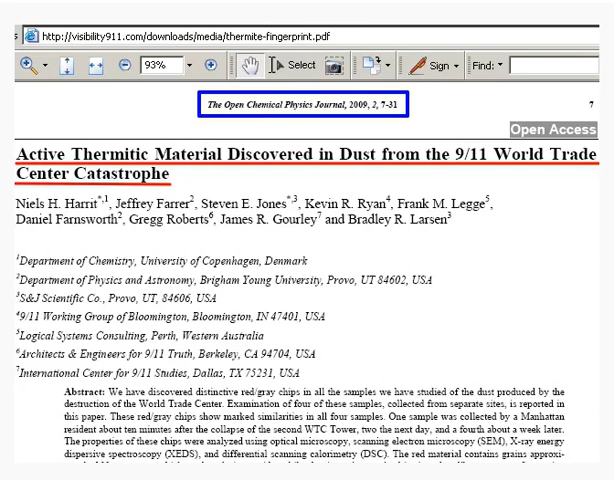 s http://visibility911.com/downloads/media/thermite-fingerprint.pdf
93% Select Sign Find:
The Open Chemical Physics Journal, 2009, 2, 7-31 7
Open Access
Active Thermitic Material Discovered in Dust from the 9/11 World Trade
Center Catastrophe
Niels H. Harrit*,1, Jeffrey Farrer2, Steven E. Jones*,3, Kevin R. Ryan4, Frank M. Legge5,
Daniel Farnsworth2, Gregg Roberts6, James R. Gourley7 and Bradley R. Larsen3
1Department of Chemistry, University of Copenhagen, Denmark
2Department of Physics and Astronomy, Brigham Young University, Provo, UT 84602, USA
3S&J Scientific Co., Provo, UT, 84606, USA
49/11 Working Group of Bloomington, Bloomington, IN 47401, USA
5Logical Systems Consulting, Perth, Western Australia
6Architects & Engineers for 9/11 Truth, Berkeley, CA 94704, USA
7International Center for 9/11 Studies, Dallas, TX 75231, USA
Abstract: We have discovered distinctive red/gray chips in all the samples we have studied of the dust produced by the
destruction of the World Trade Center. Examination of four of these samples, collected from separate sites, is reported in
this paper. These red/gray chips show marked similarities in all four samples. One sample was collected by a Manhattan
resident about ten minutes after the collapse of the second WTC Tower, two the next day, and a fourth about a week later.
The properties of these chips were analyzed using optical microscopy, scanning electron microscopy (SEM), X-ray energy
dispersive spectroscopy (XEDS), and differential scanning calorimetry (DSC). The red material contains grains approxi-